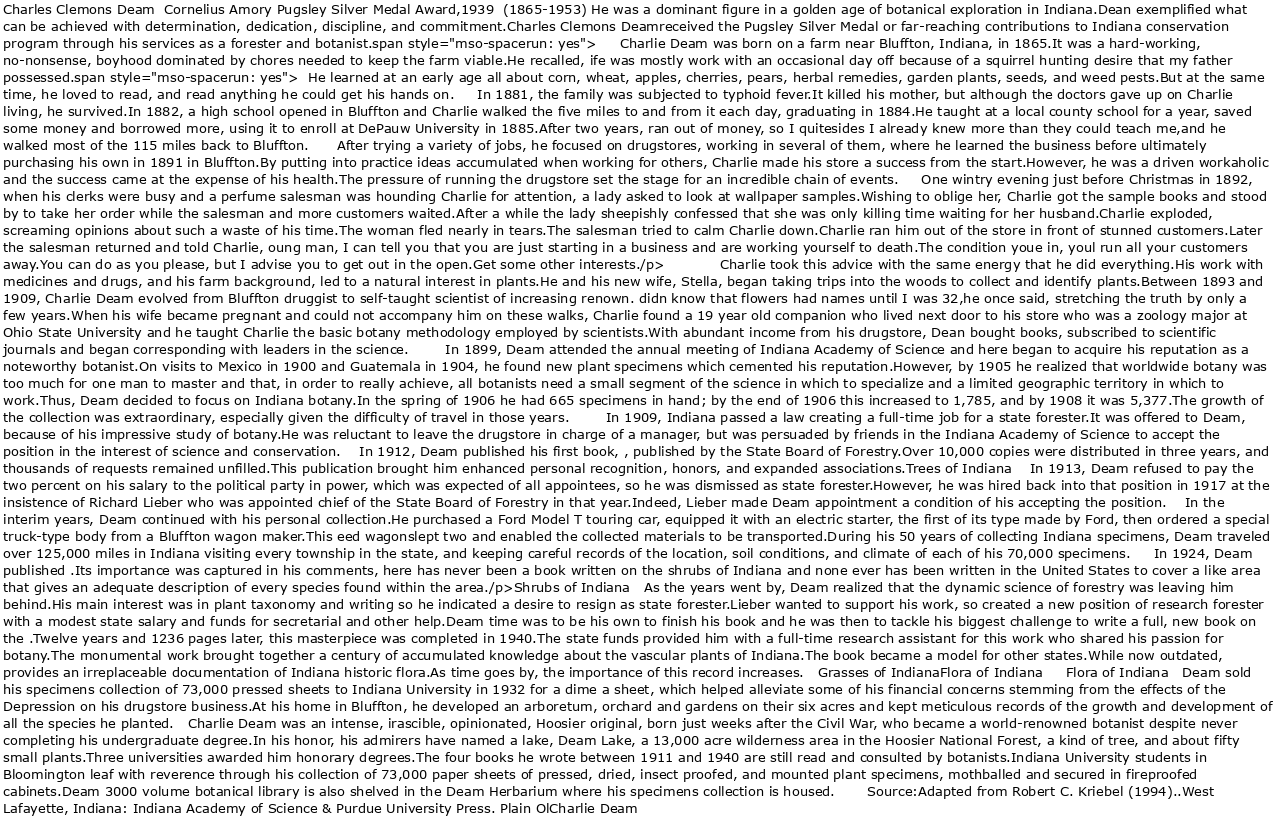 Charles Clemons Deam  Cornelius Amory Pugsley Silver Medal Award,1939  (1865-1953) He was a dominant figure in a golden age of botanical exploration in Indiana.Dean exemplified what
can be achieved with determination, dedication, discipline, and commitment.Charles Clemons Deamreceived the Pugsley Silver Medal or far-reaching contributions to Indiana conservation
program through his services as a forester and botanist.span style="mso-spacerun: yes">      Charlie Deam was born on a farm near Bluffton, Indiana, in 1865.It was a hard-working,
no-nonsense, boyhood dominated by chores needed to keep the farm viable.He recalled, ife was mostly work with an occasional day off because of a squirrel hunting desire that my father
possessed.span style="mso-spacerun: yes">  He learned at an early age all about corn, wheat, apples, cherries, pears, herbal remedies, garden plants, seeds, and weed pests.But at the same
time, he loved to read, and read anything he could get his hands on.      In 1881, the family was subjected to typhoid fever.It killed his mother, but although the doctors gave up on Charlie
living, he survived.In 1882, a high school opened in Bluffton and Charlie walked the five miles to and from it each day, graduating in 1884.He taught at a local county school for a year, saved
some money and borrowed more, using it to enroll at DePauw University in 1885.After two years, ran out of money, so I quitesides I already knew more than they could teach me,and he
walked most of the 115 miles back to Bluffton.       After trying a variety of jobs, he focused on drugstores, working in several of them, where he learned the business before ultimately
purchasing his own in 1891 in Bluffton.By putting into practice ideas accumulated when working for others, Charlie made his store a success from the start.However, he was a driven workaholic
and the success came at the expense of his health.The pressure of running the drugstore set the stage for an incredible chain of events.      One wintry evening just before Christmas in 1892,
when his clerks were busy and a perfume salesman was hounding Charlie for attention, a lady asked to look at wallpaper samples.Wishing to oblige her, Charlie got the sample books and stood
by to take her order while the salesman and more customers waited.After a while the lady sheepishly confessed that she was only killing time waiting for her husband.Charlie exploded,
screaming opinions about such a waste of his time.The woman fled nearly in tears.The salesman tried to calm Charlie down.Charlie ran him out of the store in front of stunned customers.Later
the salesman returned and told Charlie, oung man, I can tell you that you are just starting in a business and are working yourself to death.The condition youe in, youl run all your customers
away.You can do as you please, but I advise you to get out in the open.Get some other interests./p>              Charlie took this advice with the same energy that he did everything.His work with
medicines and drugs, and his farm background, led to a natural interest in plants.He and his new wife, Stella, began taking trips into the woods to collect and identify plants.Between 1893 and
1909, Charlie Deam evolved from Bluffton druggist to self-taught scientist of increasing renown. didn know that flowers had names until I was 32,he once said, stretching the truth by only a
few years.When his wife became pregnant and could not accompany him on these walks, Charlie found a 19 year old companion who lived next door to his store who was a zoology major at
Ohio State University and he taught Charlie the basic botany methodology employed by scientists.With abundant income from his drugstore, Dean bought books, subscribed to scientific
journals and began corresponding with leaders in the science.         In 1899, Deam attended the annual meeting of Indiana Academy of Science and here began to acquire his reputation as a
noteworthy botanist.On visits to Mexico in 1900 and Guatemala in 1904, he found new plant specimens which cemented his reputation.However, by 1905 he realized that worldwide botany was
too much for one man to master and that, in order to really achieve, all botanists need a small segment of the science in which to specialize and a limited geographic territory in which to
work.Thus, Deam decided to focus on Indiana botany.In the spring of 1906 he had 665 specimens in hand; by the end of 1906 this increased to 1,785, and by 1908 it was 5,377.The growth of
the collection was extraordinary, especially given the difficulty of travel in those years.         In 1909, Indiana passed a law creating a full-time job for a state forester.It was offered to Deam,
because of his impressive study of botany.He was reluctant to leave the drugstore in charge of a manager, but was persuaded by friends in the Indiana Academy of Science to accept the
position in the interest of science and conservation.    In 1912, Deam published his first book, , published by the State Board of Forestry.Over 10,000 copies were distributed in three years, and
thousands of requests remained unfilled.This publication brought him enhanced personal recognition, honors, and expanded associations.Trees of Indiana    In 1913, Deam refused to pay the
two percent on his salary to the political party in power, which was expected of all appointees, so he was dismissed as state forester.However, he was hired back into that position in 1917 at the
insistence of Richard Lieber who was appointed chief of the State Board of Forestry in that year.Indeed, Lieber made Deam appointment a condition of his accepting the position.    In the
interim years, Deam continued with his personal collection.He purchased a Ford Model T touring car, equipped it with an electric starter, the first of its type made by Ford, then ordered a special
truck-type body from a Bluffton wagon maker.This eed wagonslept two and enabled the collected materials to be transported.During his 50 years of collecting Indiana specimens, Deam traveled
over 125,000 miles in Indiana visiting every township in the state, and keeping careful records of the location, soil conditions, and climate of each of his 70,000 specimens.      In 1924, Deam
published .Its importance was captured in his comments, here has never been a book written on the shrubs of Indiana and none ever has been written in the United States to cover a like area
that gives an adequate description of every species found within the area./p>Shrubs of Indiana   As the years went by, Deam realized that the dynamic science of forestry was leaving him
behind.His main interest was in plant taxonomy and writing so he indicated a desire to resign as state forester.Lieber wanted to support his work, so created a new position of research forester
with a modest state salary and funds for secretarial and other help.Deam time was to be his own to finish his book and he was then to tackle his biggest challenge to write a full, new book on
the .Twelve years and 1236 pages later, this masterpiece was completed in 1940.The state funds provided him with a full-time research assistant for this work who shared his passion for
botany.The monumental work brought together a century of accumulated knowledge about the vascular plants of Indiana.The book became a model for other states.While now outdated,
provides an irreplaceable documentation of Indiana historic flora.As time goes by, the importance of this record increases.   Grasses of IndianaFlora of Indiana     Flora of Indiana   Deam sold
his specimens collection of 73,000 pressed sheets to Indiana University in 1932 for a dime a sheet, which helped alleviate some of his financial concerns stemming from the effects of the
Depression on his drugstore business.At his home in Bluffton, he developed an arboretum, orchard and gardens on their six acres and kept meticulous records of the growth and development of
all the species he planted.   Charlie Deam was an intense, irascible, opinionated, Hoosier original, born just weeks after the Civil War, who became a world-renowned botanist despite never
completing his undergraduate degree.In his honor, his admirers have named a lake, Deam Lake, a 13,000 acre wilderness area in the Hoosier National Forest, a kind of tree, and about fifty
small plants.Three universities awarded him honorary degrees.The four books he wrote between 1911 and 1940 are still read and consulted by botanists.Indiana University students in
Bloomington leaf with reverence through his collection of 73,000 paper sheets of pressed, dried, insect proofed, and mounted plant specimens, mothballed and secured in fireproofed
cabinets.Deam 3000 volume botanical library is also shelved in the Deam Herbarium where his specimens collection is housed.        Source:Adapted from Robert C. Kriebel (1994)..West
Lafayette, Indiana: Indiana Academy of Science & Purdue University Press. Plain OlCharlie Deam